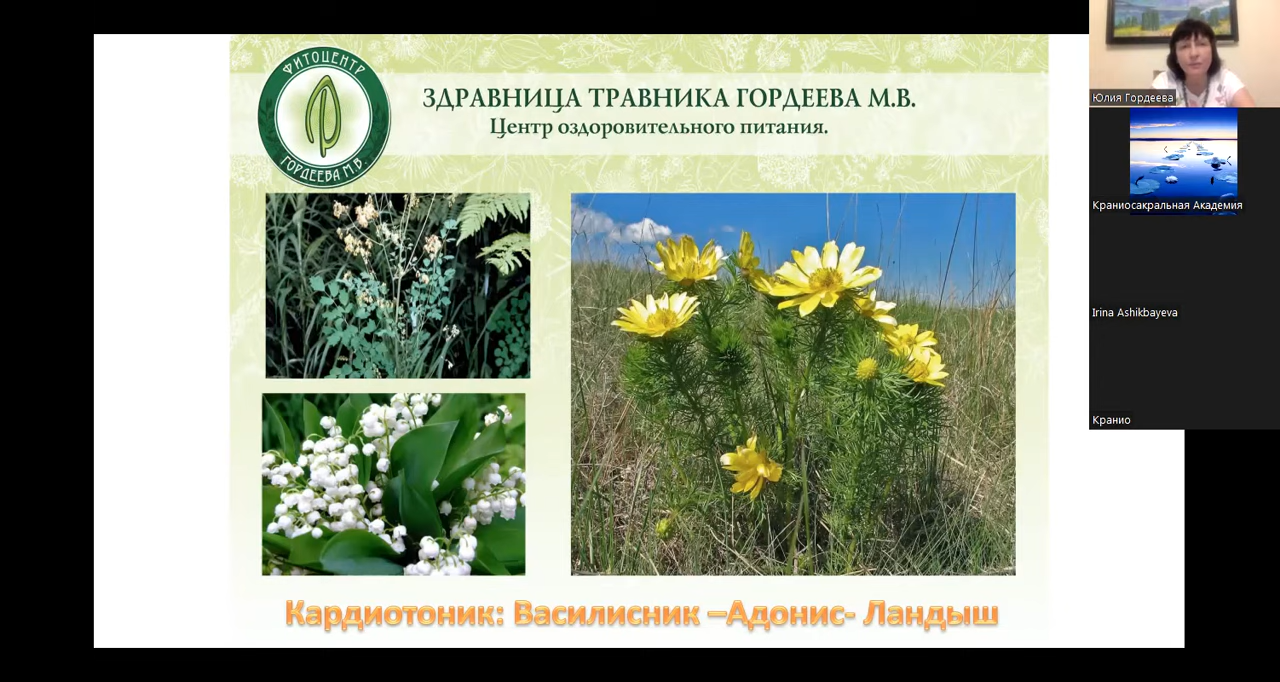 ФИТОЦЕНТР
ГОРДЕЕВА М.В.
ЗДРАВНИЦА ТРАВНИКА ГОРДЕЕВА М.В.
Центр оздоровительного питания.
Кардиотоник: Василисник –Адонис- Ландыш
Юлия Гордеева
Краниосакральная Академия
Irina Ashikbayeva
Кранио